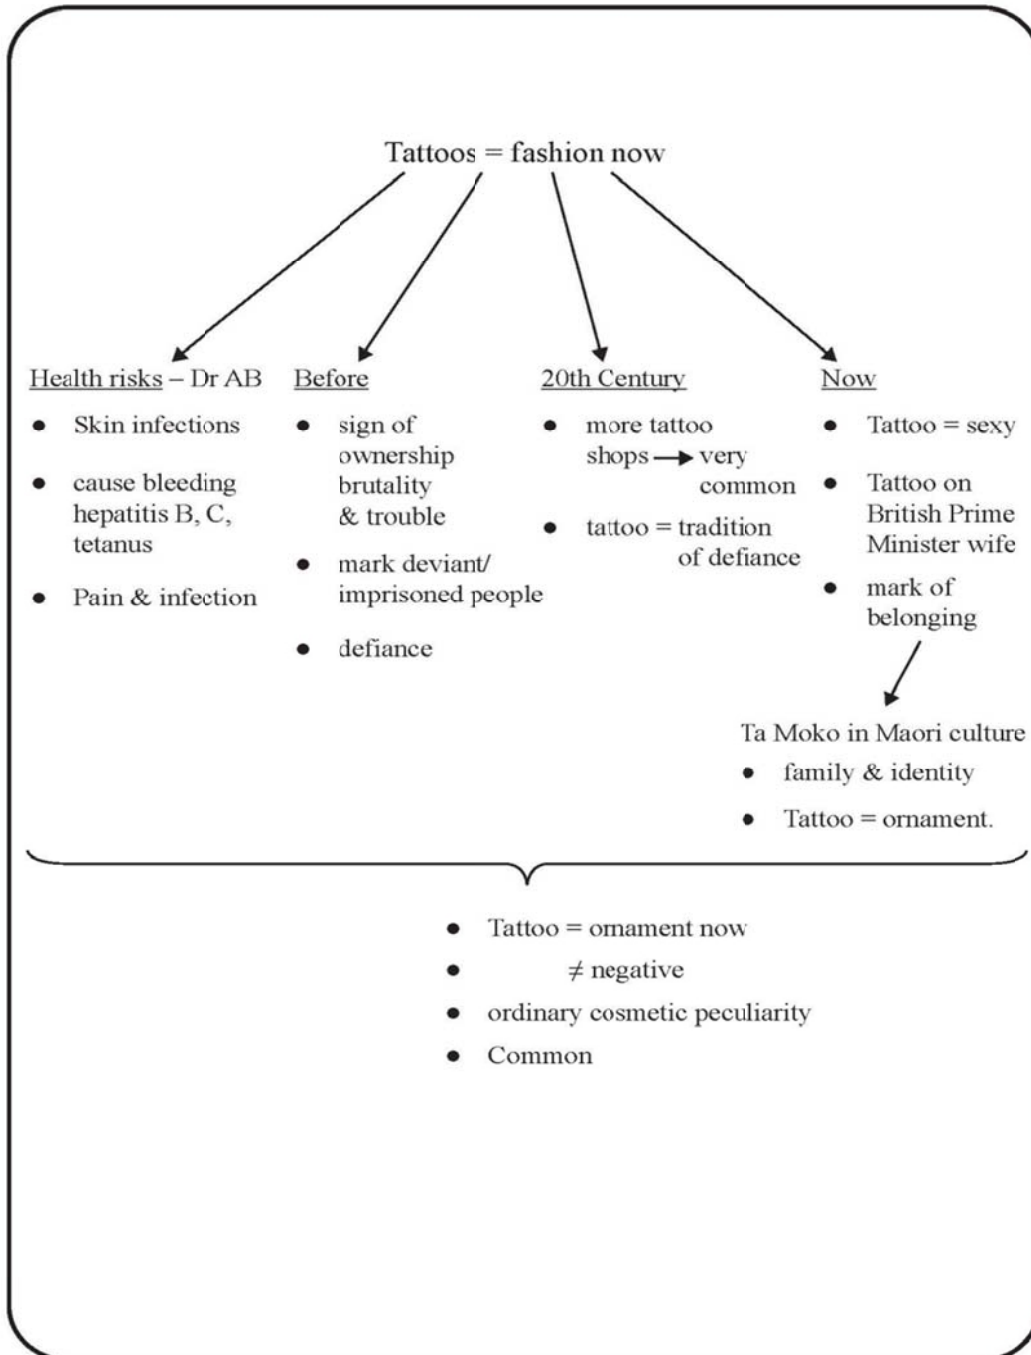 Tattoos = fashion now
Health risks – Dr AB
• Skin infections
• cause bleeding
hepatitis B, C,
tetanus
• Pain & infection
Before
• sign of
ownership
brutality
& trouble
• mark deviant/
imprisoned people
• defiance
20th Century
• more tattoo
shops → very
common
• tattoo = tradition
of defiance
Now
• Tattoo = sexy
• Tattoo on
British Prime
Minister wife
• mark of
belonging
Ta Moko in Maori culture
• family & identity
• Tattoo = ornament.
• Tattoo = ornament now
• ≠ negative
• ordinary cosmetic peculiarity
• Common